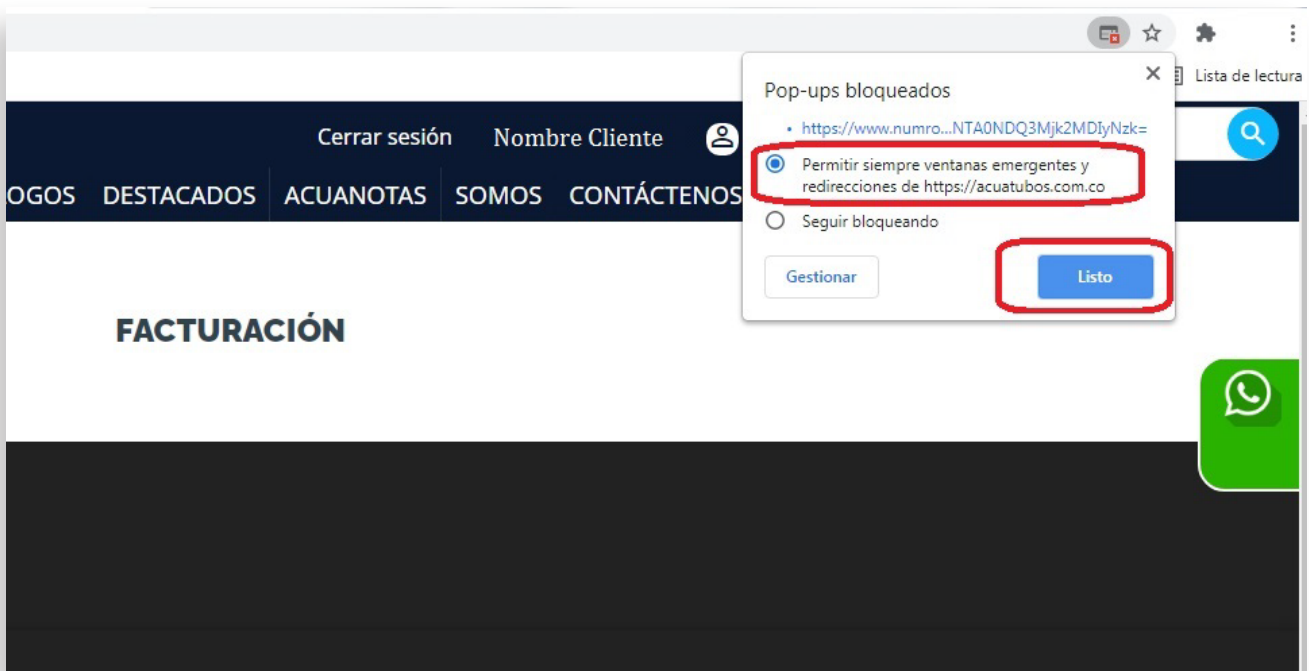 Lista de lectura
Pop-ups bloqueados
https://www.numro...NTA0NDQ3Mjk2MDIyNzk=
Permitir siempre ventanas emergentes y
redirecciones de https://acuatubos.com.co
Seguir bloqueando
Gestionar
Listo
Cerrar sesión Nombre Cliente
OGOS DESTACADOS ACUANOTAS SOMOS CONTÁCTENOS
FACTURACIÓN